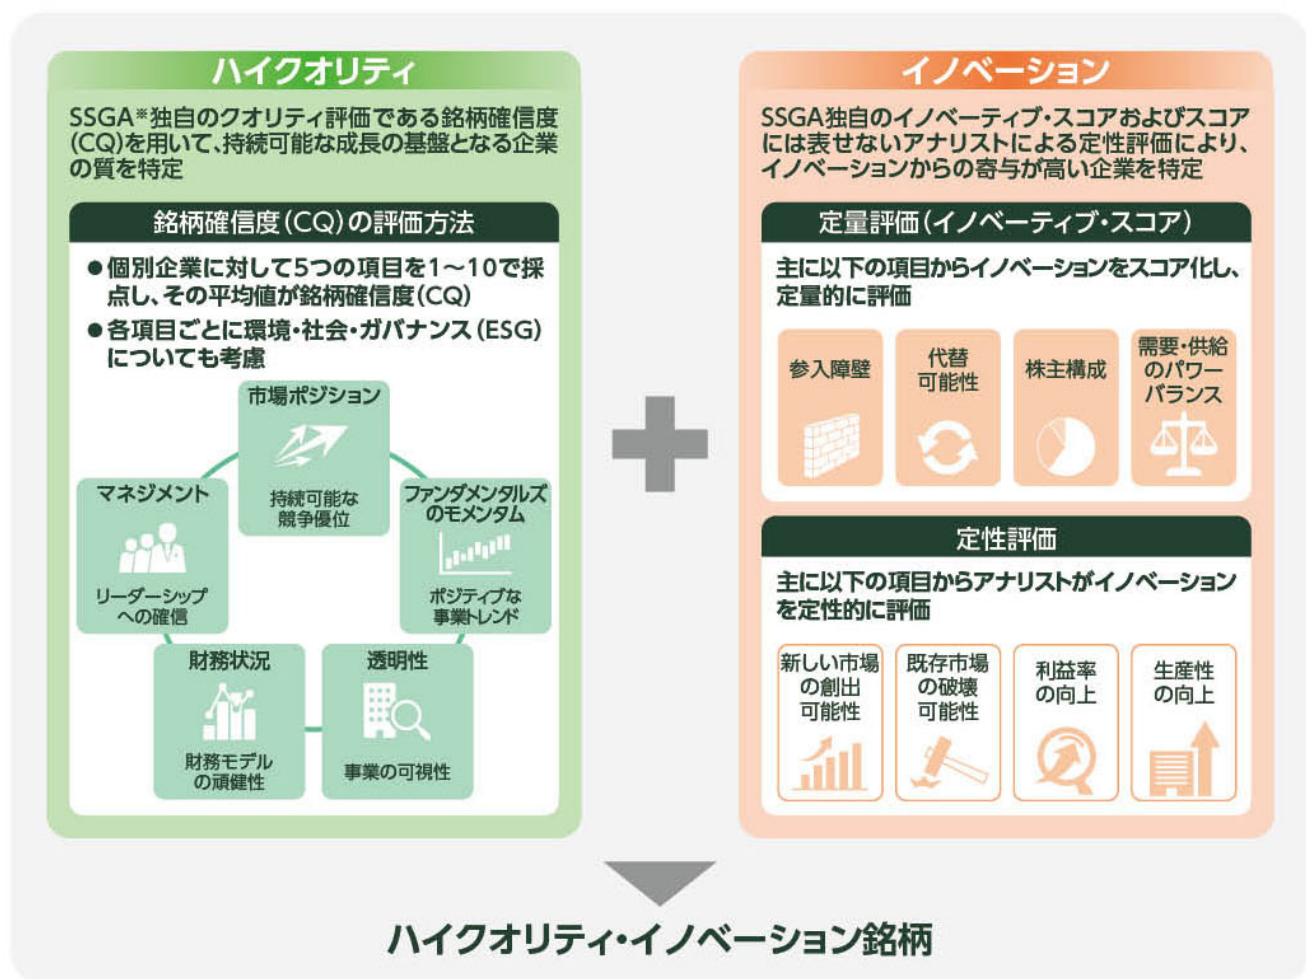 ハイクオリティ
SSGA※独自のクオリティ評価である銘柄確信度
(CQ)を用いて、持続可能な成長の基盤となる企業
の質を特定
銘柄確信度(CQ)の評価方法
●個別企業に対して5つの項目を1〜10で採
点し、その平均値が銘柄確信度(CQ)
●各項目ごとに環境・社会・ガバナンス(ESG)
についても考慮
市場ポジション
持続可能な
競争優位
マネジメント
リーダーシップ
への確信
ファンダメンタルズ
のモメンタム
ポジティブな
事業トレンド
財務状況
財務モデル
の頑健性
透明性
事業の可視性
イノベーション
SSGA独自のイノベーティブ・スコアおよびスコア
には表せないアナリストによる定性評価により、
イノベーションからの寄与が高い企業を特定
定量評価(イノベーティブ・スコア)
主に以下の項目からイノベーションをスコア化し、
定量的に評価
参入障壁
代替
可能性
株主構成
需要・供給
のパワー
バランス
定性評価
主に以下の項目からアナリストがイノベーション
を定性的に評価
新しい市場
の創出
可能性
既存市場
の破壊
可能性
利益率
の向上
生産性
の向上
ハイクオリティ・イノベーション銘柄